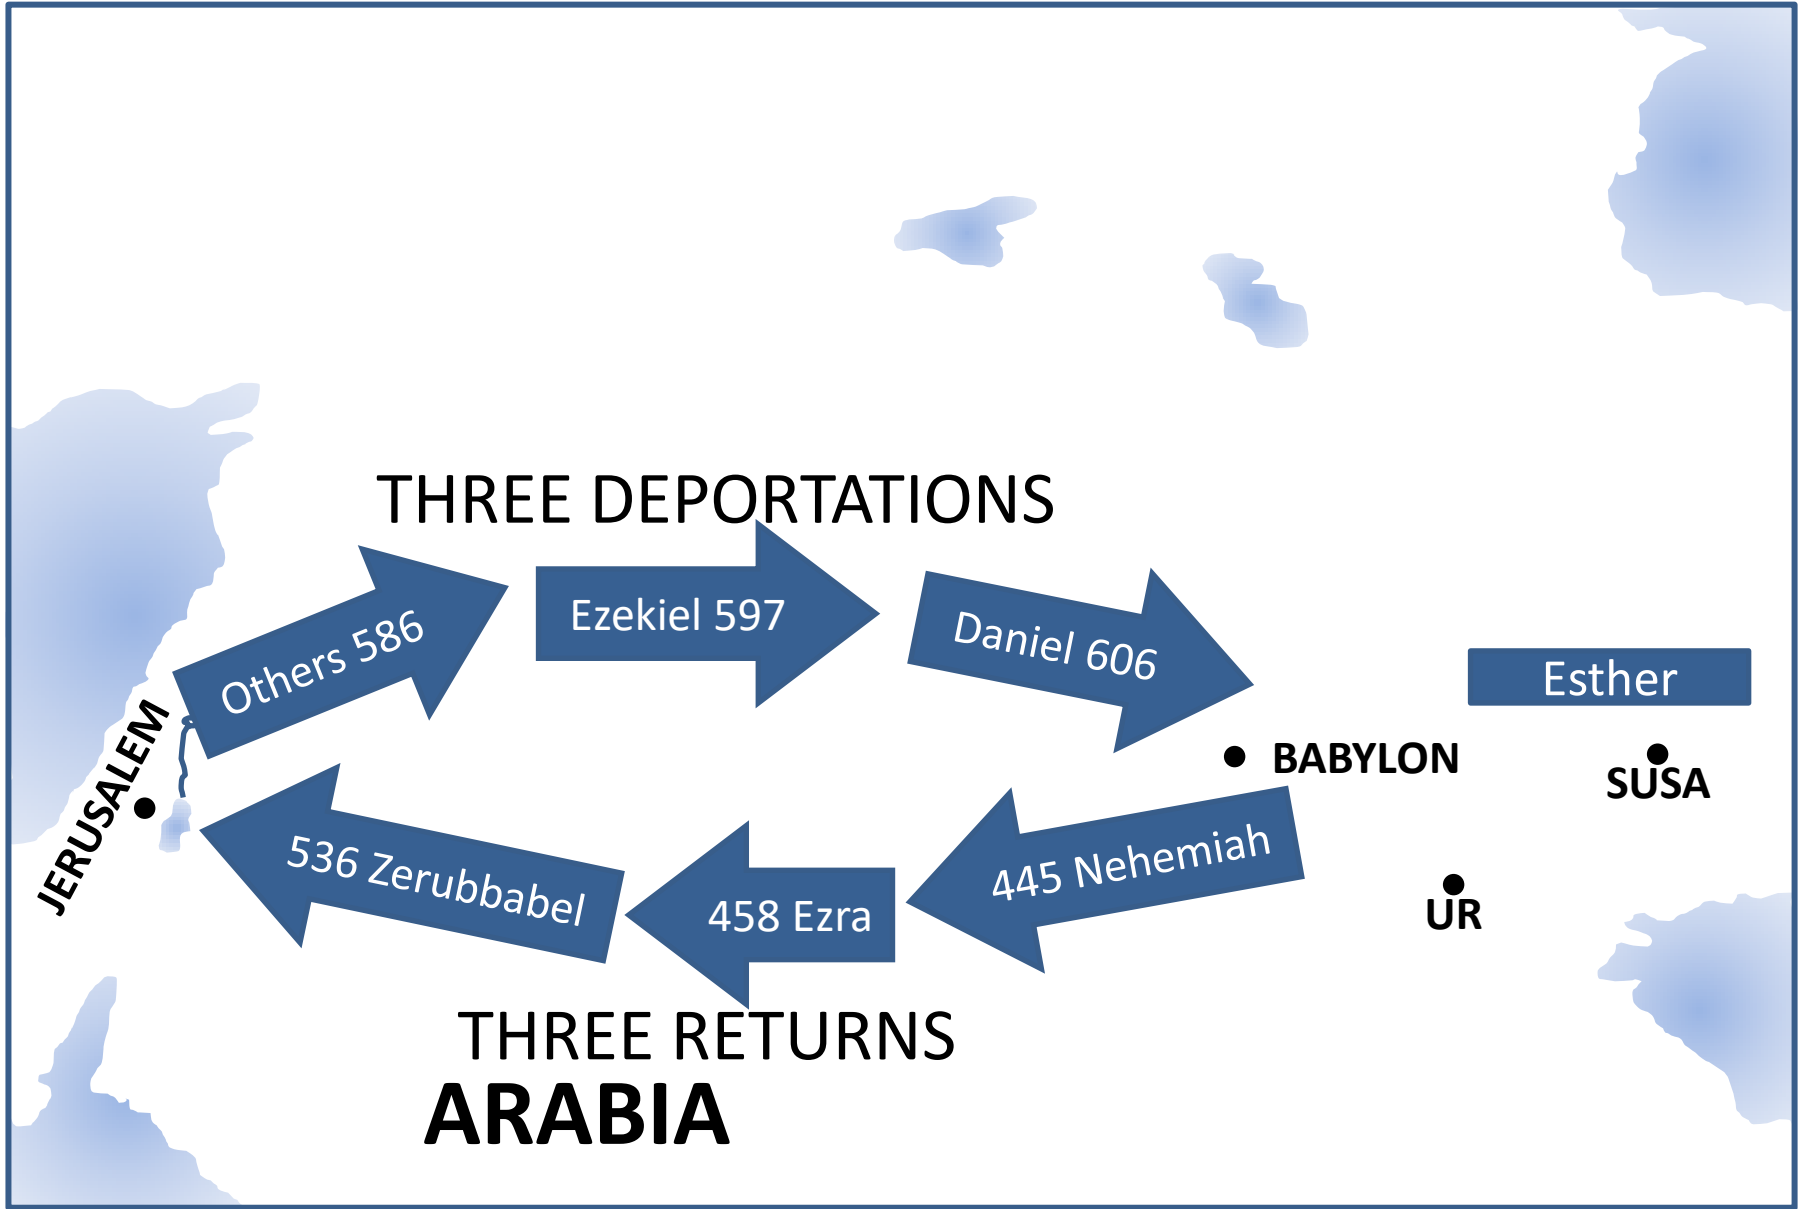 THREE DEPORTATIONS
Others 586
Ezekiel 597
Daniel 606
Esther
JERUSALEM
BABYLON
SUSA
536 Zerubbabel
458 Ezra
445 Nehemiah
UR
THREE RETURNS
ARABIA